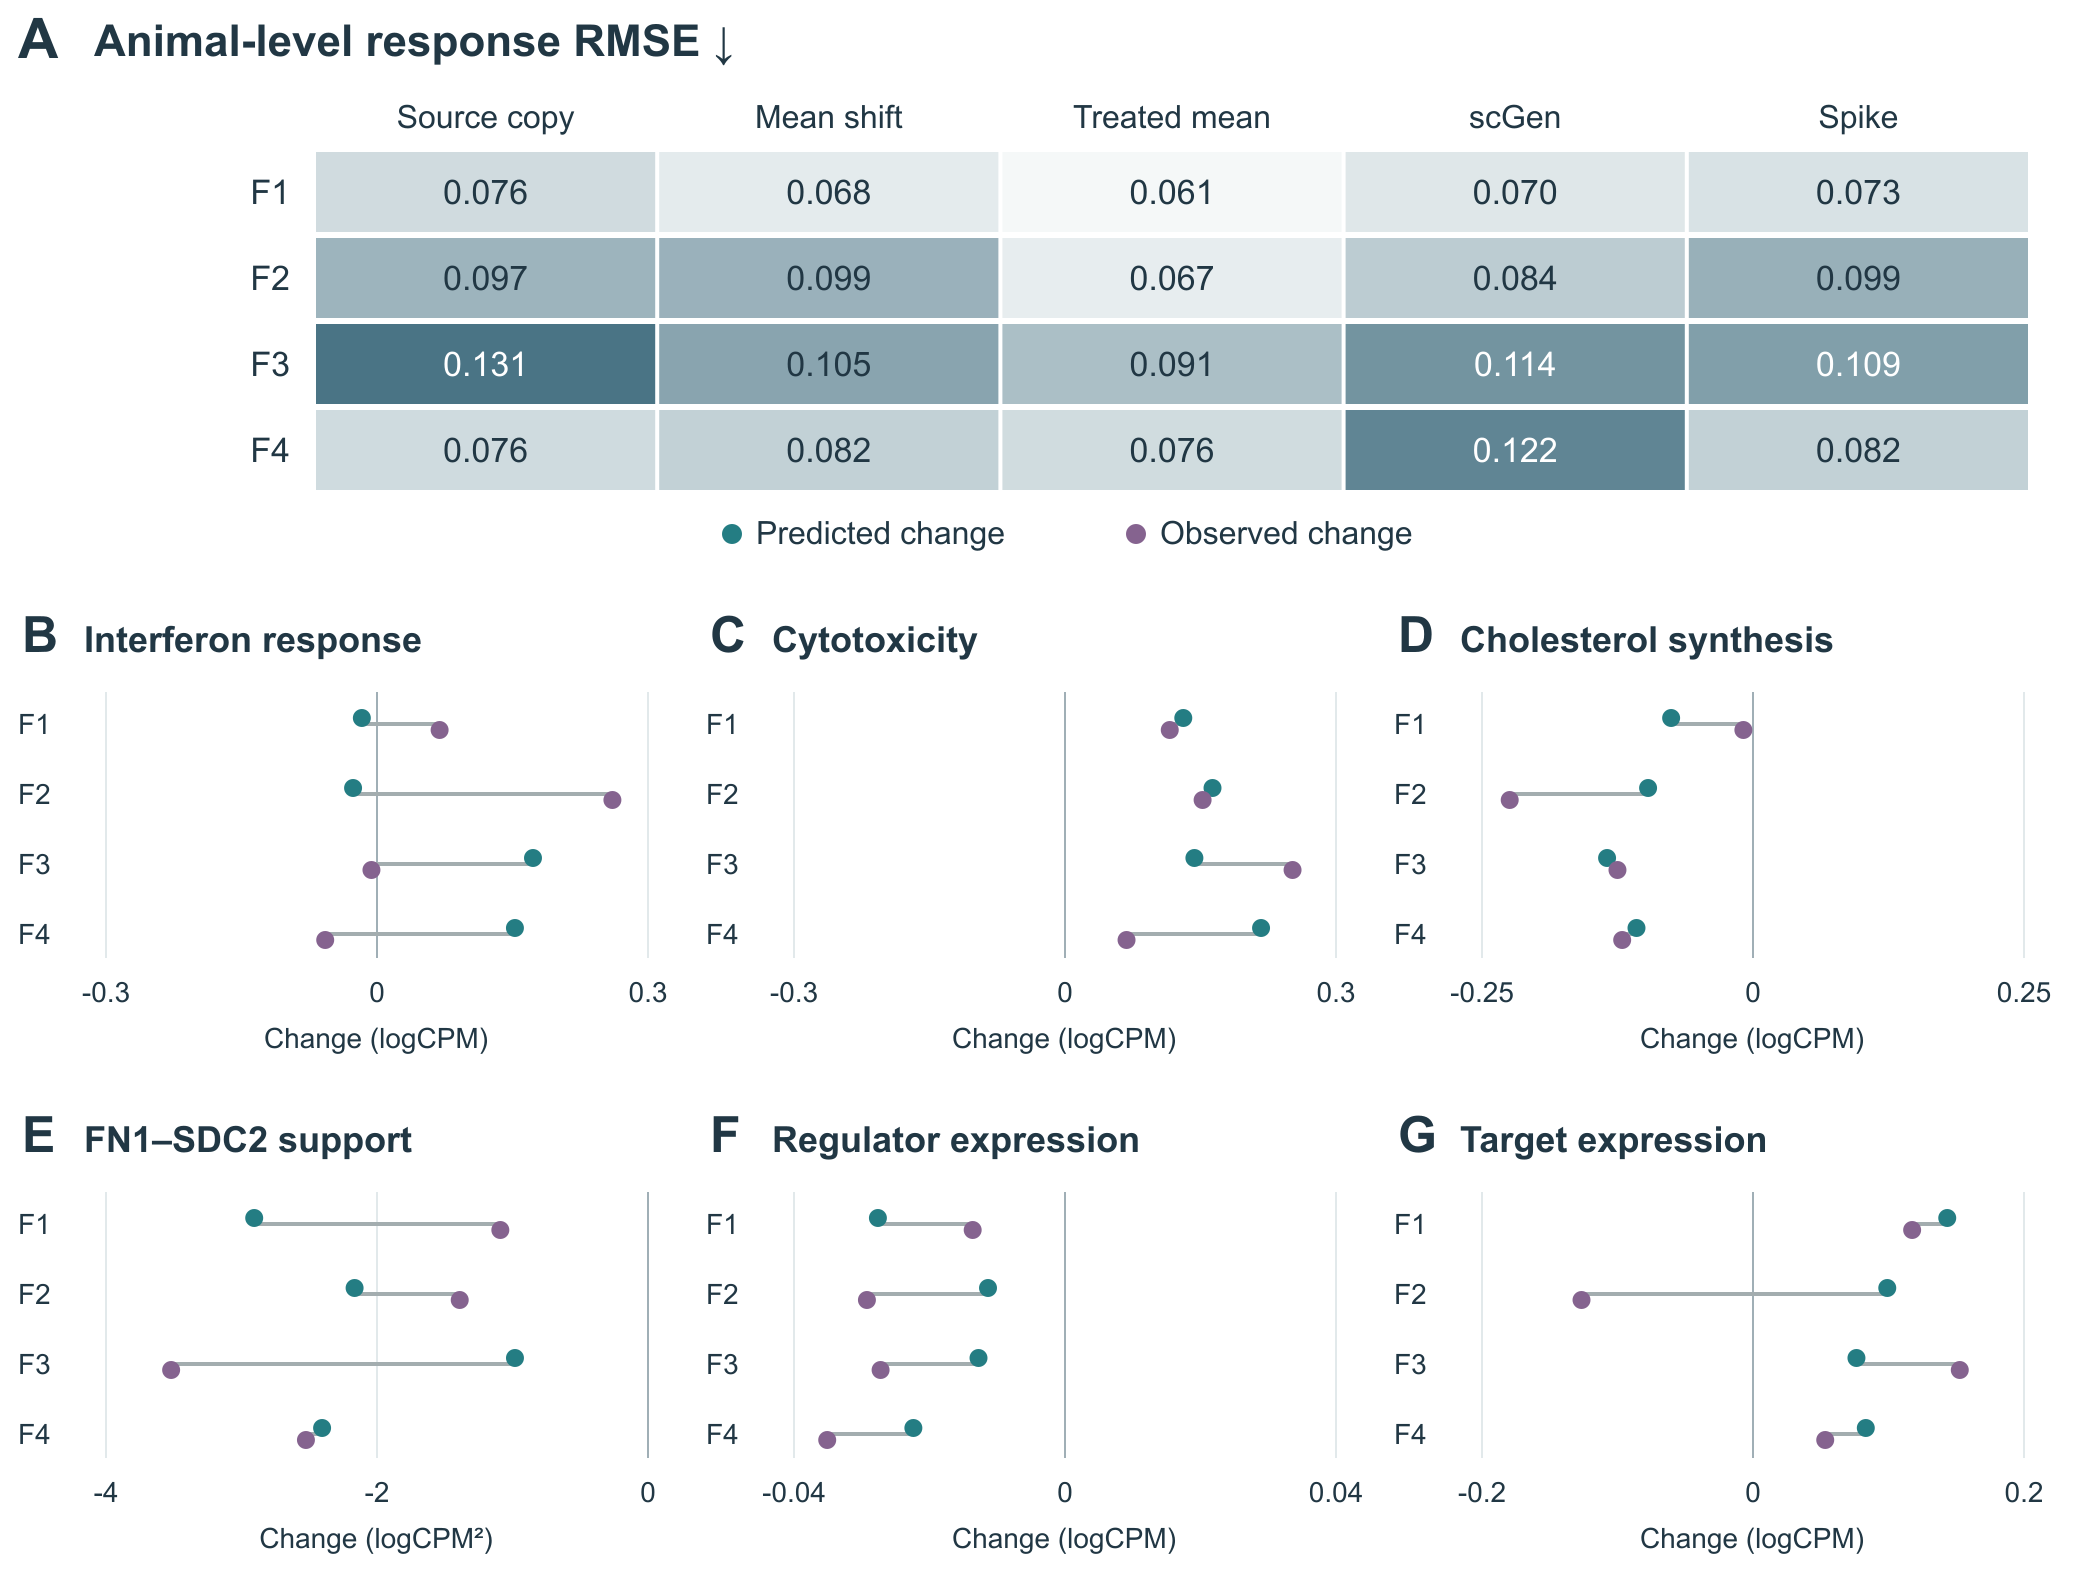 A Animal-level response RMSE ↓
Source copy Mean shift Treated mean scGen Spike
F1 0.076 0.068 0.061 0.070 0.073
F2 0.097 0.099 0.067 0.084 0.099
F3 0.131 0.105 0.091 0.114 0.109
F4 0.076 0.082 0.076 0.122 0.082
Predicted change Observed change
B Interferon response
F1
F2
F3
F4
-0.3 0 0.3
Change (logCPM)
C Cytotoxicity
F1
F2
F3
F4
-0.3 0 0.3
Change (logCPM)
D Cholesterol synthesis
F1
F2
F3
F4
-0.25 0 0.25
Change (logCPM)
E FN1–SDC2 support
F1
F2
F3
F4
-4 -2 0
Change (logCPM²)
F Regulator expression
F1
F2
F3
F4
-0.04 0 0.04
Change (logCPM)
G Target expression
F1
F2
F3
F4
-0.2 0 0.2
Change (logCPM)